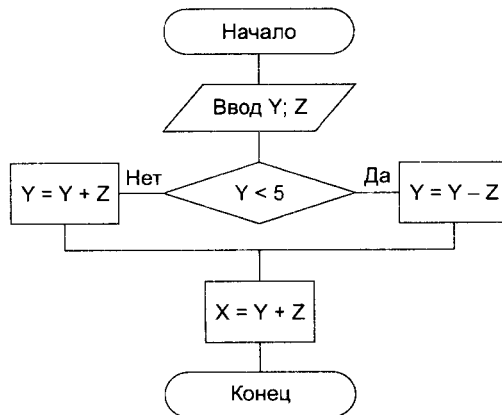 Начало
Ввод Y; Z
Нет
Да
Y = Y + Z
Y < 5
Y = Y – Z
X = Y + Z
Конец